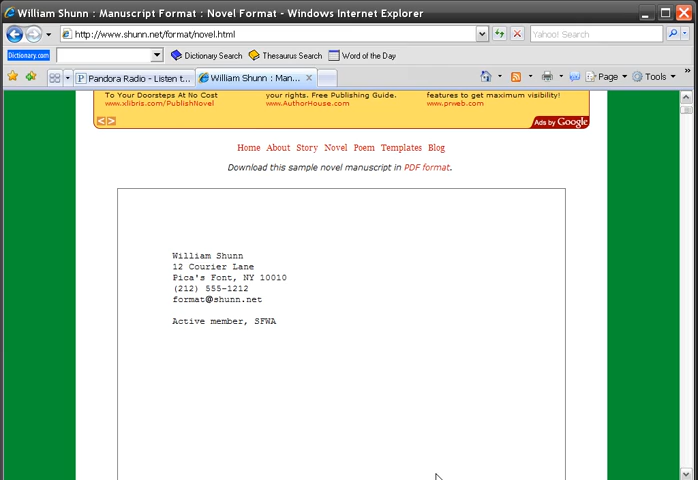 William Shunn : Manuscript Format : Novel Format - Windows Internet Explorer
http://www.shunn.net/format/novel.html
Yahoo! Search
Dictionary.com
Dictionary Search
Thesaurus Search
Word of the Day
Pandora Radio - Listen t...
William Shunn : Man...
Page
Tools
To Your Doorsteps At No Cost
www.xlibris.com/PublishNovel
your rights. Free Publishing Guide.
www.AuthorHouse.com
features to get maximum visibility!
www.prweb.com
Ads by Google
Home About Story Novel Poem Templates Blog
Download this sample novel manuscript in PDF format.
William Shunn
12 Courier Lane
Pica's Font, NY 10010
(212) 555-1212
format@shunn.net
Active member, SFWA